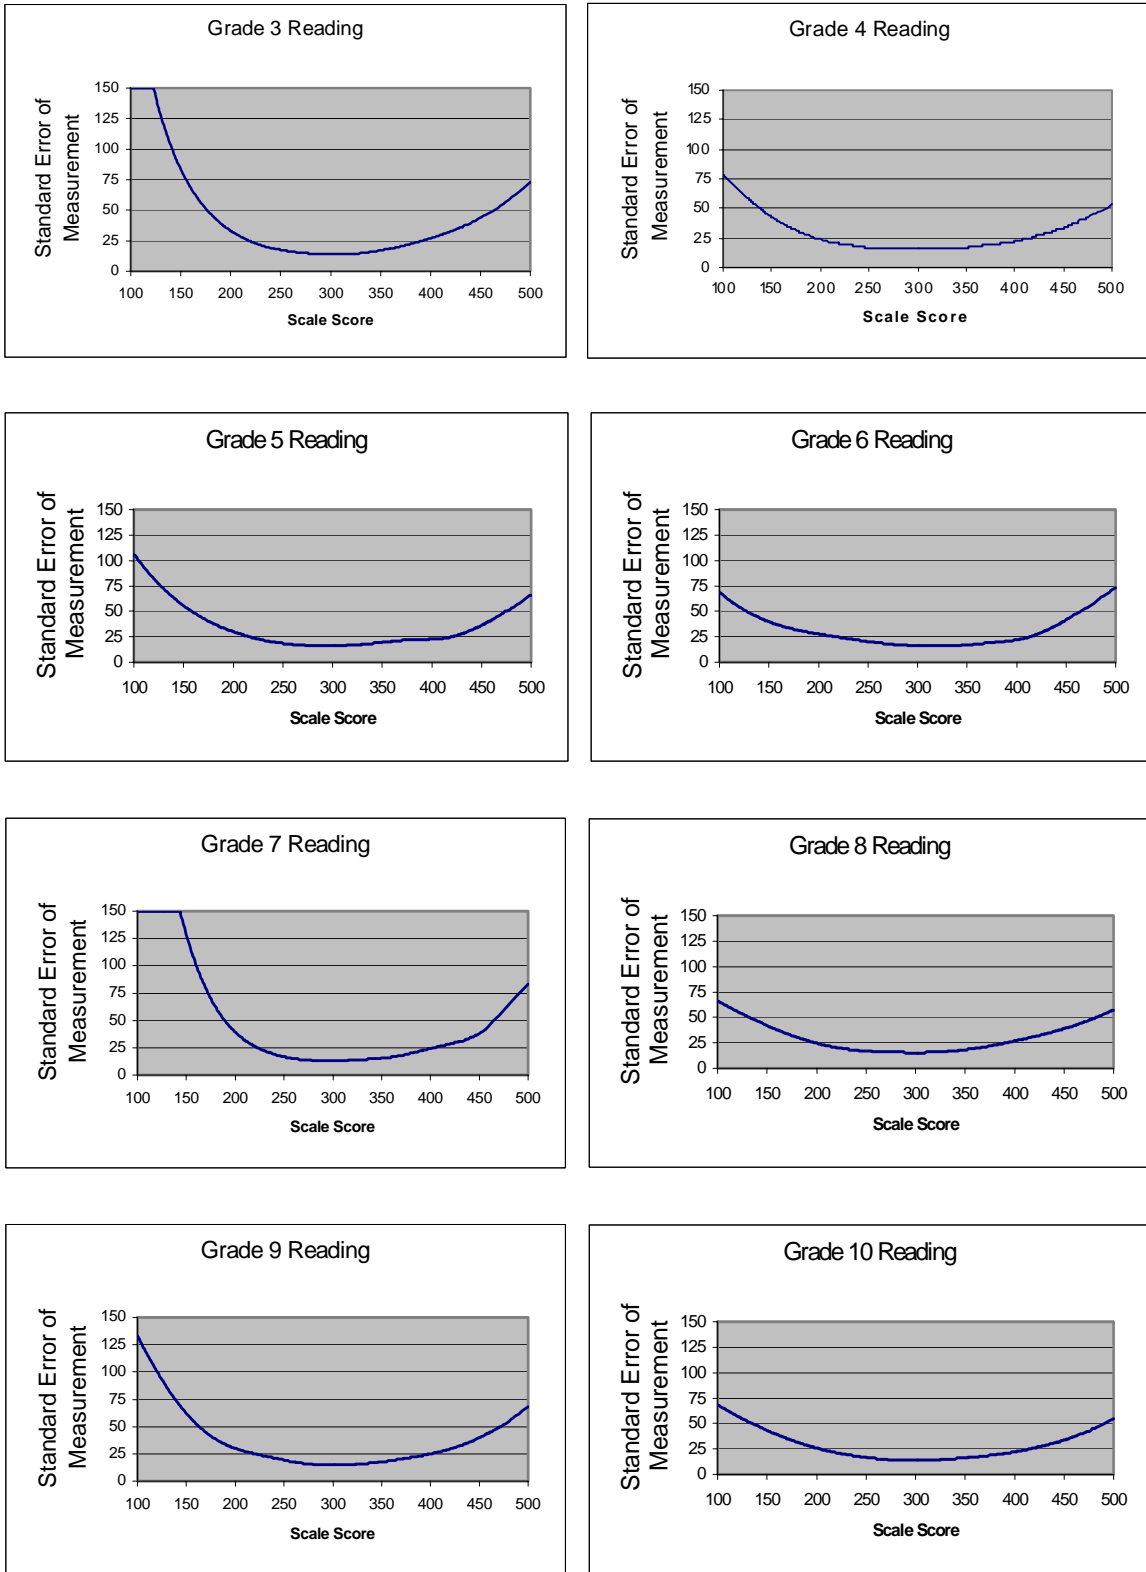 Grade 3 Reading
Standard Error of
Measurement
150
125
100
75
50
25
0
100 150 200 250 300 350 400 450 500
Scale Score
Grade 4 Reading
Standard Error of
Measurement
150
125
100
75
50
25
0
100 150 200 250 300 350 400 450 500
Scale Score
Grade 5 Reading
Standard Error of
Measurement
150
125
100
75
50
25
0
100 150 200 250 300 350 400 450 500
Scale Score
Grade 6 Reading
Standard Error of
Measurement
150
125
100
75
50
25
0
100 150 200 250 300 350 400 450 500
Scale Score
Grade 7 Reading
Standard Error of
Measurement
150
125
100
75
50
25
0
100 150 200 250 300 350 400 450 500
Scale Score
Grade 8 Reading
Standard Error of
Measurement
150
125
100
75
50
25
0
100 150 200 250 300 350 400 450 500
Scale Score
Grade 9 Reading
Standard Error of
Measurement
150
125
100
75
50
25
0
100 150 200 250 300 350 400 450 500
Scale Score
Grade 10 Reading
Standard Error of
Measurement
150
125
100
75
50
25
0
100 150 200 250 300 350 400 450 500
Scale Score